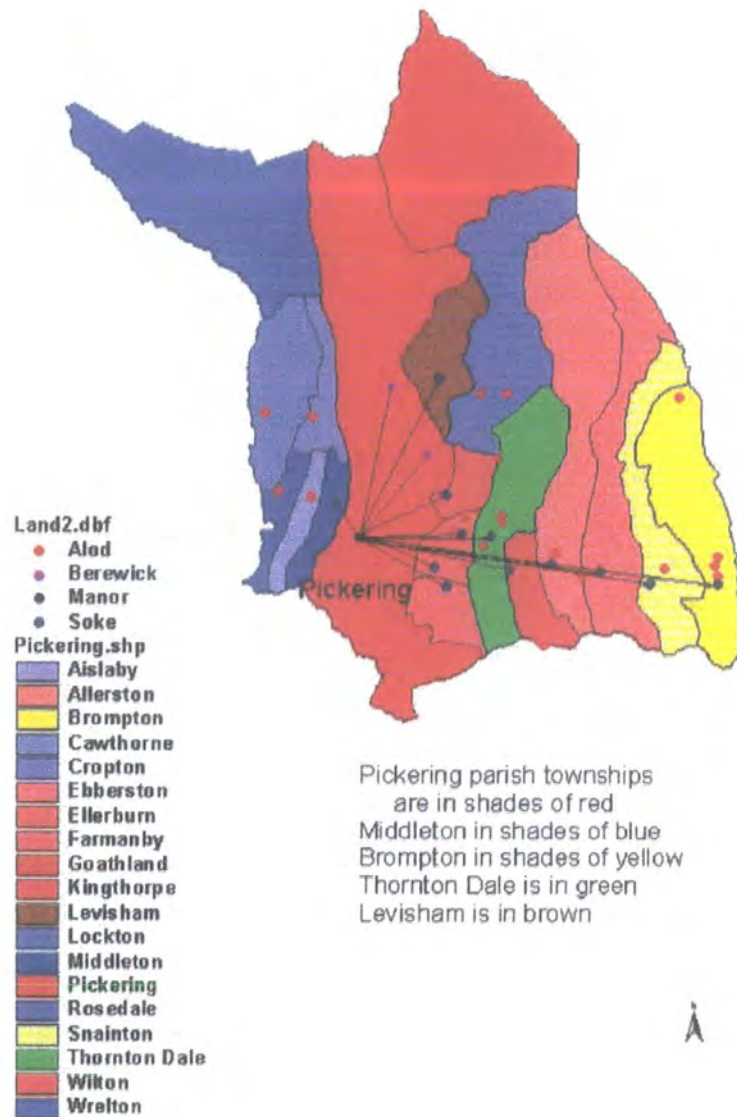 Pickering
Land2.dbf
Alod
Berewick
Manor
Soke
Pickering.shp
Aislaby
Allerston
Brompton
Cawthorne
Cropton
Ebberston
Ellerburn
Farmanby
Goathland
Kingthorpe
Levisham
Lockton
Middleton
Pickering
Rosedale
Snainton
Thornton Dale
Wilton
Wrelton
Pickering parish townships
are in shades of red
Middleton in shades of blue
Brompton in shades of yellow
Thornton Dale is in green
Levisham is in brown